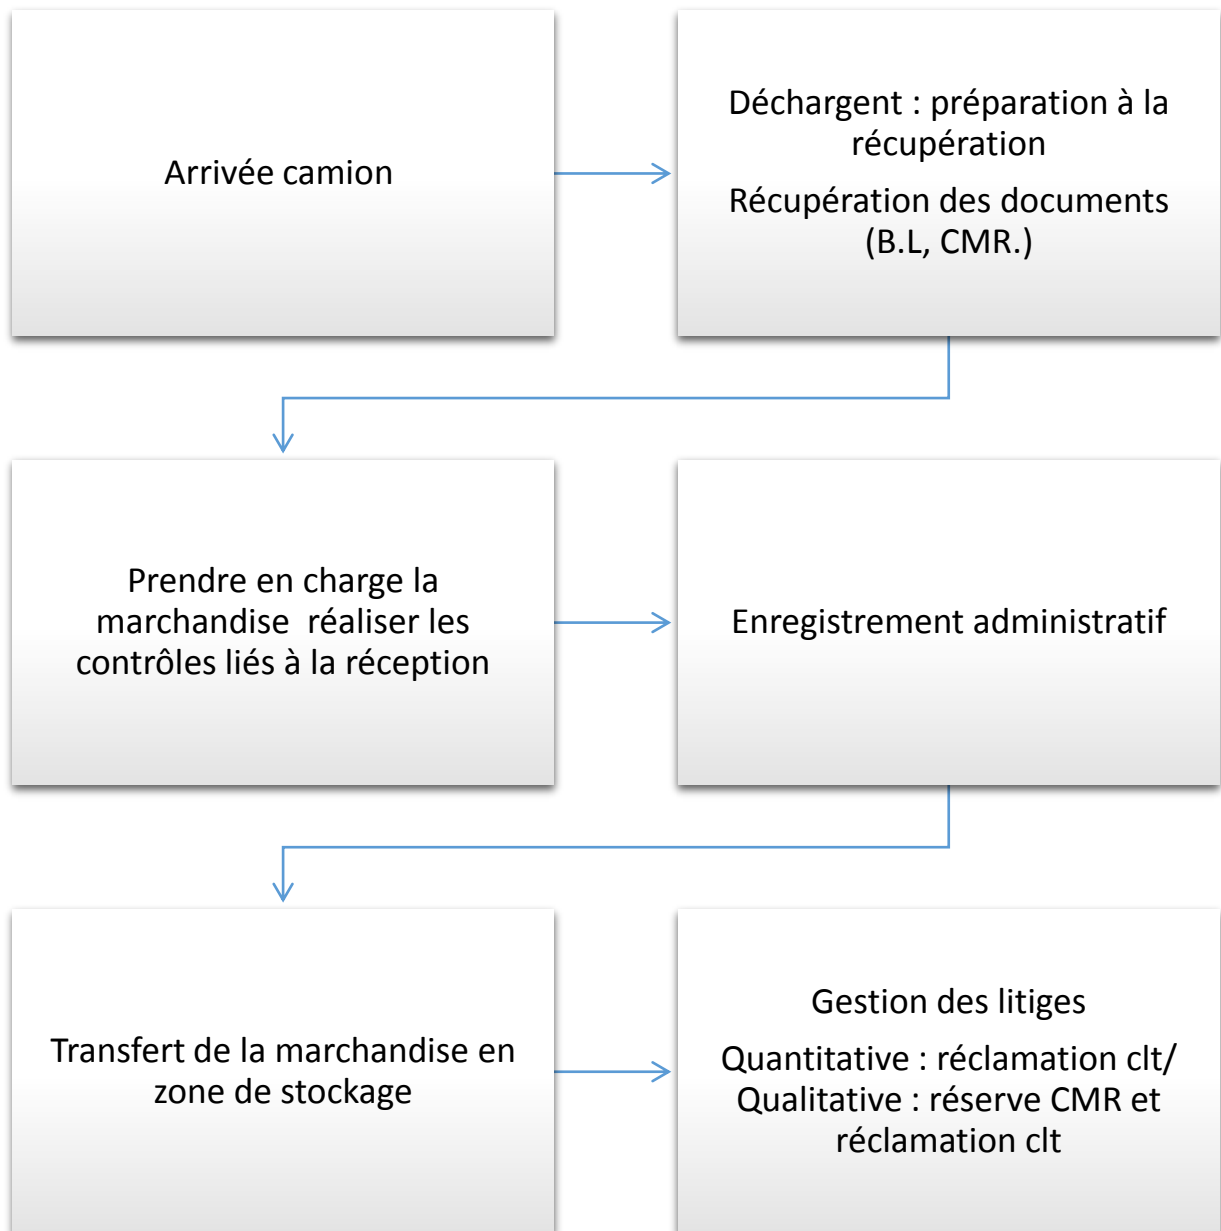 Arrivée camion
Déchargent : préparation à la
récupération
Récupération des documents
(B.L, CMR.)
Prendre en charge la
marchandise  réaliser les
contrôles liés à la réception
Enregistrement administratif
Transfert de la marchandise en
zone de stockage
Gestion des litiges
Quantitative : réclamation clt/
Qualitative : réserve CMR et
réclamation clt